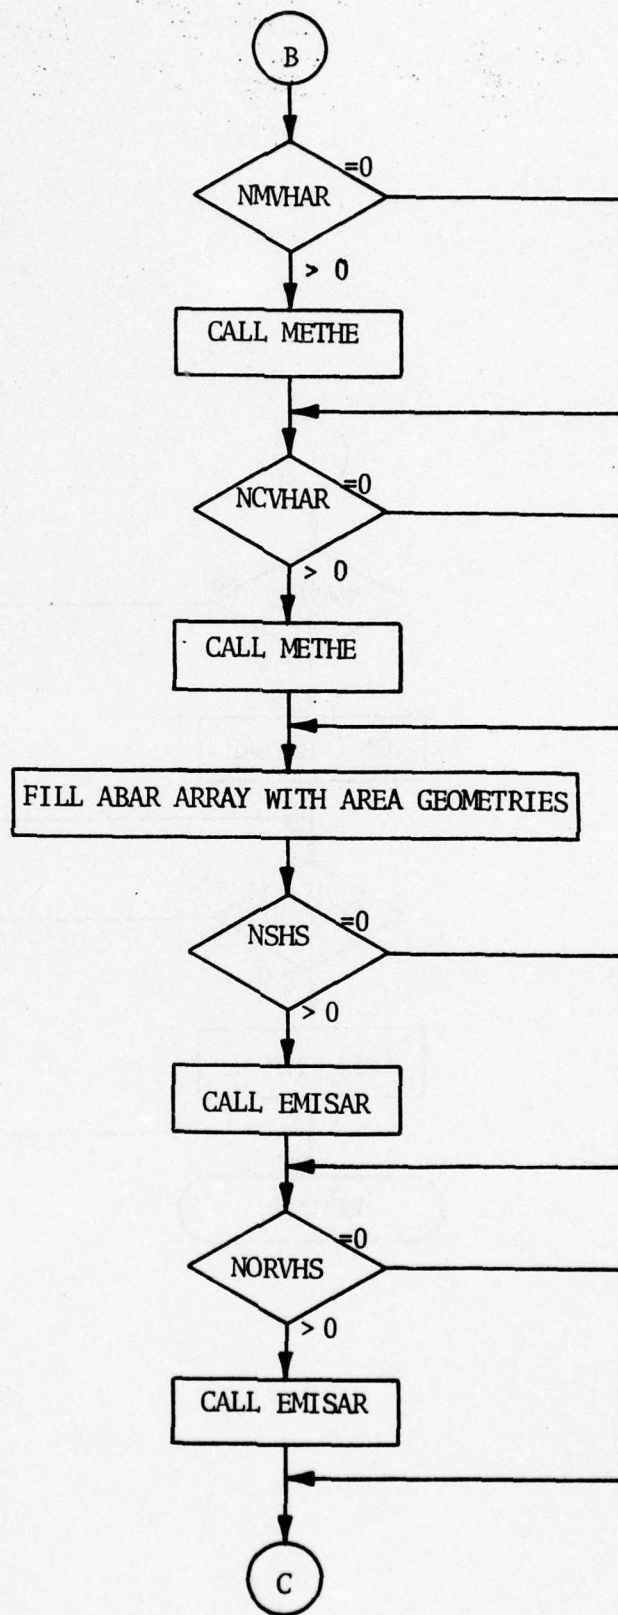 B
=0
NMVHAR
> 0
CALL METHE
=0
NCVHAR
> 0
CALL METHE
FILL ABAR ARRAY WITH AREA GEOMETRIES
=0
NSHS
> 0
CALL EMISAR
=0
NORVHS
> 0
CALL EMISAR
C